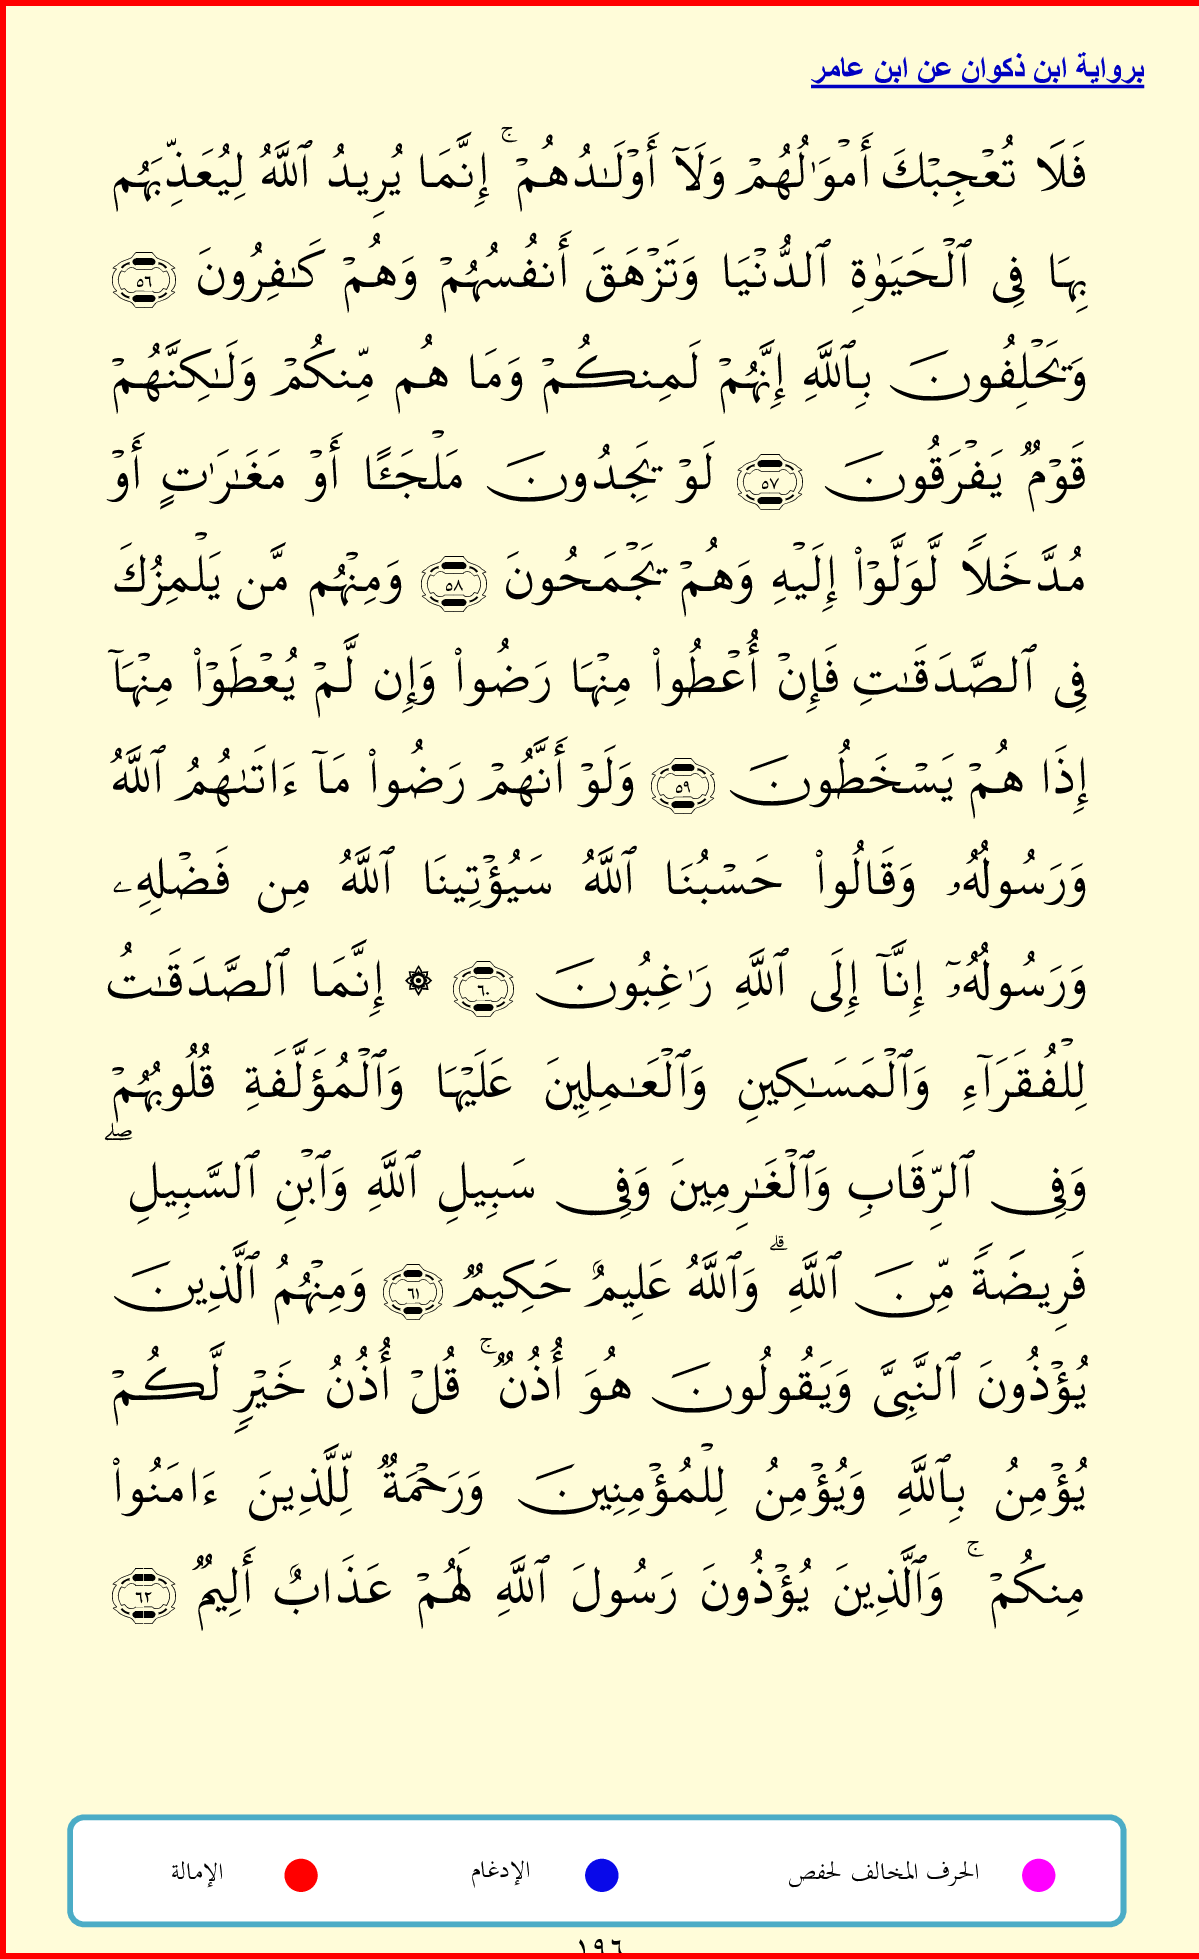 برواية ابن ذكوان عن ابن عامر
فَلَا تُعۡجِبۡكَ أَمۡوَٰلُهُمۡ وَلَآ أَوۡلَـٰدُهُمۡۚ إِنَّمَا يُرِيدُ ٱللَّهُ لِيُعَذِّبَهُم
بِهَا فِى ٱلۡحَيَوٰةِ ٱلدُّنۡيَا وَتَزۡهَقَ أَنفُسُهُمۡ وَهُمۡ كَـٰفِرُونَ ٥٦
وَيَحۡلِفُونَ بِٱللَّهِ إِنَّهُمۡ لَمِنكُمۡ وَمَا هُم مِّنكُمۡ وَلَـٰكِنَّهُمۡ
قَوۡمٌ يَفۡرَقُونَ ٥٧ لَوۡ يَجِدُونَ مَلۡجَـًٔا أَوۡ مَغَـٰرَٰتٍ أَوۡ
مُدَّخَلًا لَّوَلَّوۡاْ إِلَيۡهِ وَهُمۡ يَجۡمَحُونَ ٥٨ وَمِنۡهُم مَّن يَلۡمِزُكَ
فِى ٱلصَّدَقَـٰتِ فَإِنۡ أُعۡطُواْ مِنۡهَا رَضُواْ وَإِن لَّمۡ يُعۡطَوۡاْ مِنۡهَآ
إِذَا هُمۡ يَسۡخَطُونَ ٥٩ وَلَوۡ أَنَّهُمۡ رَضُواْ مَآ ءَاتَىٰهُمُ ٱللَّهُ
وَرَسُولُهُۥ وَقَالُواْ حَسۡبُنَا ٱللَّهُ سَيُؤۡتِينَا ٱللَّهُ مِن فَضۡلِهِۦ
وَرَسُولُهُۥٓ إِنَّآ إِلَى ٱللَّهِ رَٰغِبُونَ ٦٠ ۞ إِنَّمَا ٱلصَّدَقَـٰتُ
لِلۡفُقَرَآءِ وَٱلۡمَسَـٰكِينِ وَٱلۡعَـٰمِلِينَ عَلَيۡهَا وَٱلۡمُؤَلَّفَةِ قُلُوبُهُمۡ
وَفِى ٱلرِّقَابِ وَٱلۡغَـٰرِمِينَ وَفِى سَبِيلِ ٱللَّهِ وَٱبۡنِ ٱلسَّبِيلِۖ
فَرِيضَةً مِّنَ ٱللَّهِۗ وَٱللَّهُ عَلِيمٌ حَكِيمٌ ٦١ وَمِنۡهُمُ ٱلَّذِينَ
يُؤۡذُونَ ٱلنَّبِىَّ وَيَقُولُونَ هُوَ أُذُنٌۚ قُلۡ أُذُنُ خَيۡرٍ لَّكُمۡ
يُؤۡمِنُ بِٱللَّهِ وَيُؤۡمِنُ لِلۡمُؤۡمِنِينَ وَرَحۡمَةٌ لِّلَّذِينَ ءَامَنُواْ
مِنكُمۡۚ وَٱلَّذِينَ يُؤۡذُونَ رَسُولَ ٱللَّهِ لَهُمۡ عَذَابٌ أَلِيمٌ ٦٢
الحرف المخالف لحفص الإدغام الإمالة
١٩٦